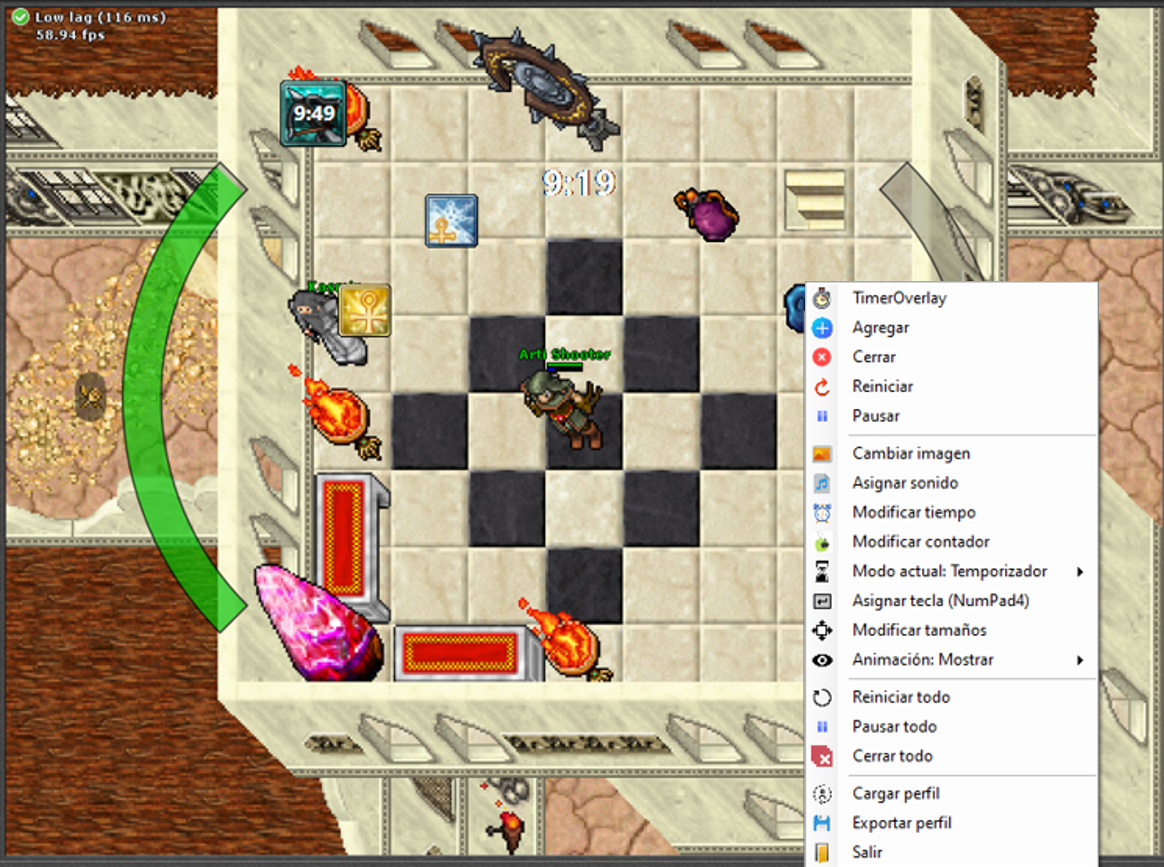 Low lag (116 ms)
58.94 fps
9:49
9:19
Arti Shooter
TimerOverlay
Agregar
Cerrar
Reiniciar
Pausar
Cambiar imagen
Asignar sonido
Modificar tiempo
Modificar contador
Modo actual: Temporizador
Asignar tecla (NumPad4)
Modificar tamaños
Animación: Mostrar
Reiniciar todo
Pausar todo
Cerrar todo
Cargar perfil
Exportar perfil
Salir